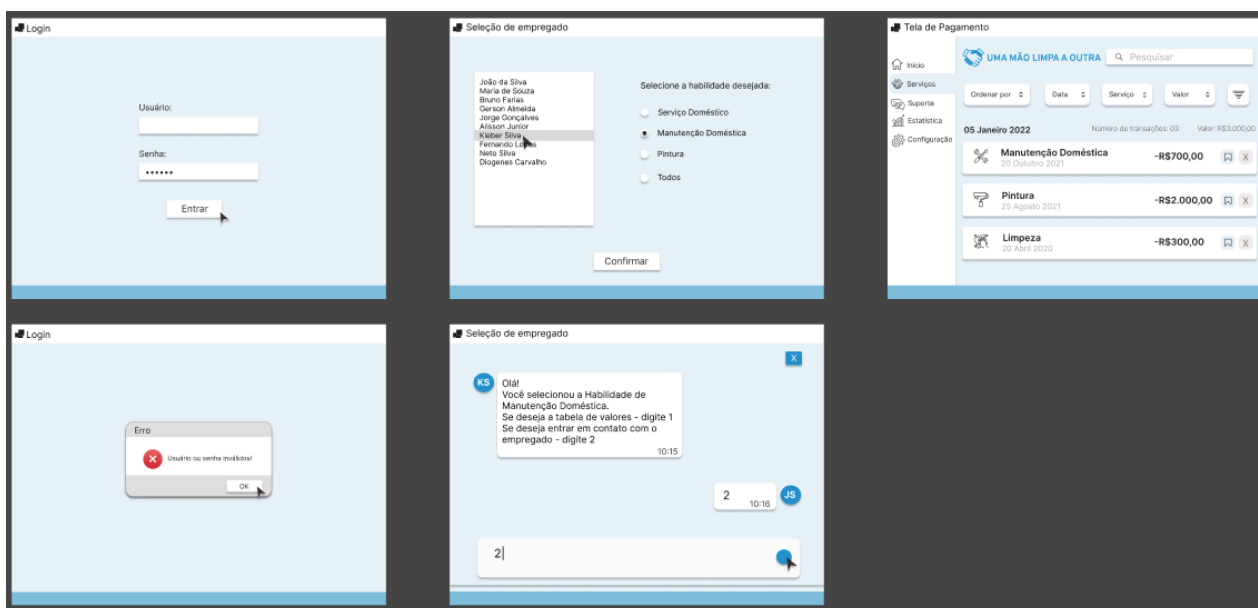 Login
Usuário:
Senha:
••••••
Entrar
Seleção de empregado
João da Silva
Maria de Souza
Bruno Farias
Gerson Almeida
Jorge Gonçalves
Alisson Junior
Kleber Silva
Fernando Lopes
Neto Silva
Diogenes Carvalho
Selecione a habilidade desejada:
Serviço Doméstico
Manutenção Doméstica
Pintura
Todos
Confirmar
Tela de Pagamento
Inicio
Serviços
Suporte
Estatística
Configuração
UMA MÃO LIMPA A OUTRA
Pesquisar
Ordenar por
Data
Serviço
Valor
05 Janeiro 2022
Número de transações: 03
Valor: R$3.000,00
Manutenção Doméstica
20 Outubro 2021
-R$700,00
X
Pintura
25 Agosto 2021
-R$2.000,00
X
Limpeza
20 Abril 2020
-R$300,00
X
Login
Erro
Usuário ou senha inválidos!
OK
Seleção de empregado
X
KS
Olá!
Você selecionou a Habilidade de
Manutenção Doméstica.
Se deseja a tabela de valores - digite 1
Se deseja entrar em contato com o
empregado - digite 2
10:15
2
10:16
JS
2